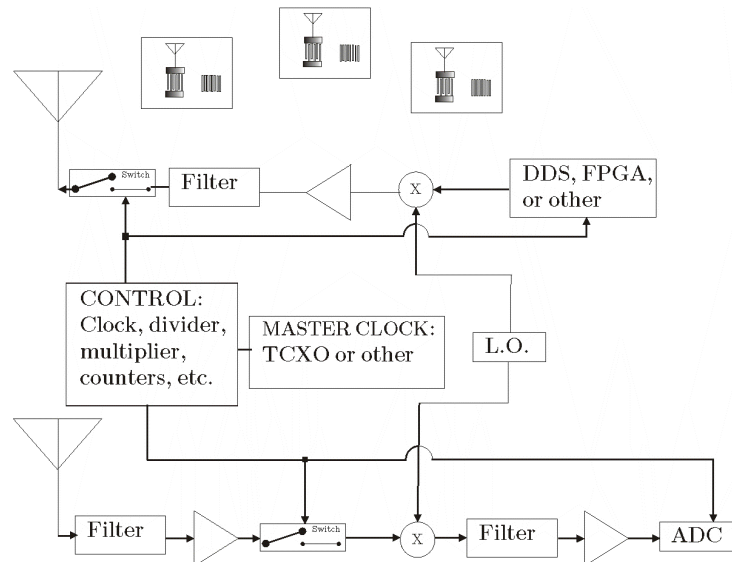 Switch
Filter
X
DDS, FPGA,
or other
CONTROL:
Clock, divider,
multiplier,
counters, etc.
MASTER CLOCK:
TCXO or other
L.O.
Filter
Switch
X
Filter
ADC